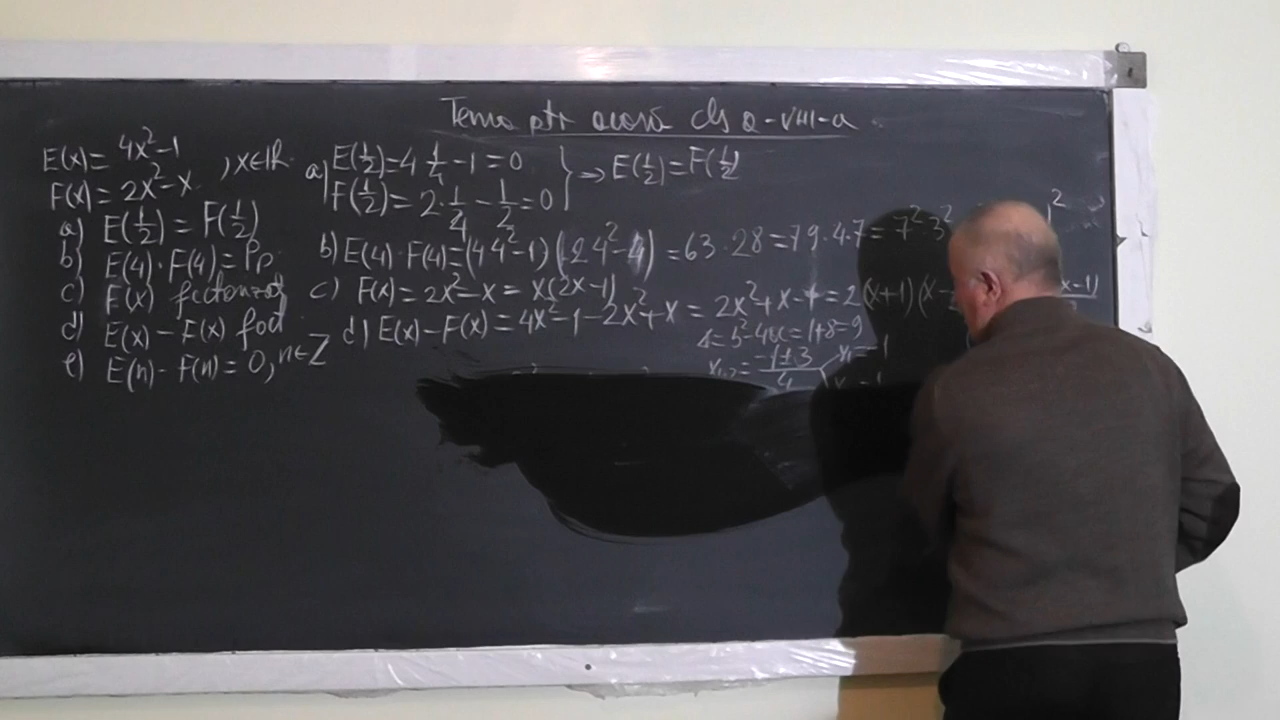 Tema ptr acasă cls a-VIII-a
E(x)= 4x²-1
F(x)= 2x²-x , x∈ℝ
a) E(1/2) = F(1/2)
b) E(4)·F(4)= Pp
c) F(x)
d) E(x) - F(x)
e) E(n) - F(n) = 0, n∈Z
a) E(1/2)=4 1/4 -1=0
F(1/2)= 2·1/4 - 1/2 =0 } ⇒ E(1/2)=F(1/2
b) E(4)·F(4)=(4·4²-1)(2·4²-4) =63·28=7·9·4·7= 7²·3²
c) F(x)= 2x²-x = x(2x-1)
d) E(x)-F(x)= 4x²-1-2x²+x = 2x²+x-1=2(x+1)(x-
Δ=b²-4ac=1+8=9
x₁,₂= -1±3/4